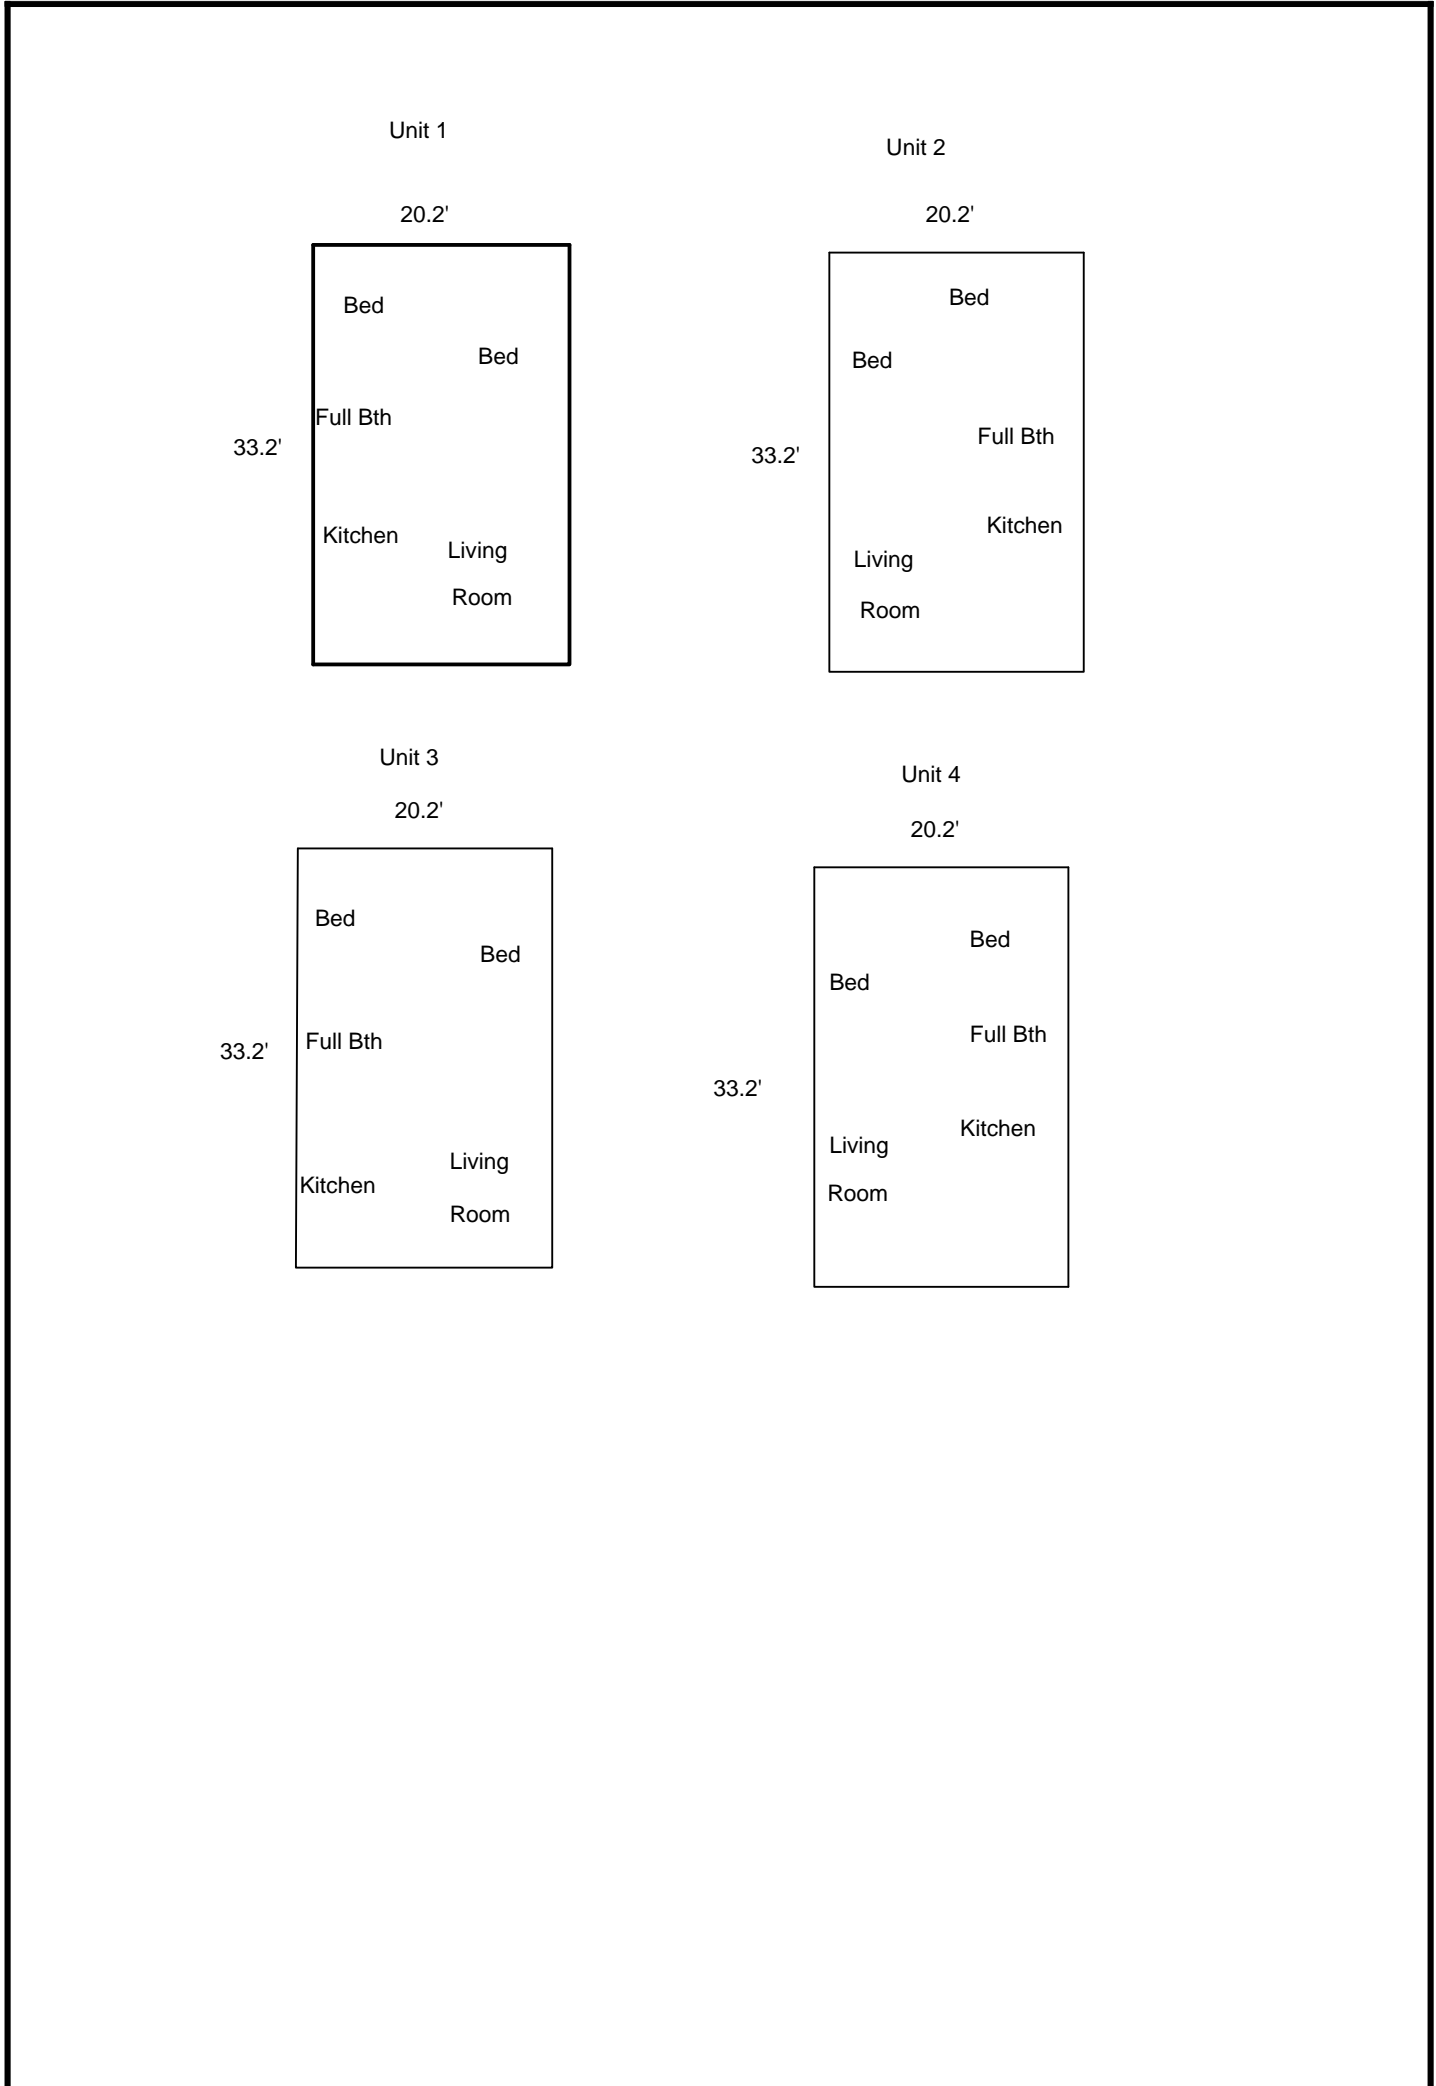 Unit 1
20.2'
Bed
Bed
Full Bth
33.2'
Kitchen
Living
Room
Unit 2
20.2'
Bed
Bed
Full Bth
33.2'
Kitchen
Living
Room
Unit 3
20.2'
Bed
Bed
Full Bth
33.2'
Living
Kitchen
Room
Unit 4
20.2'
Bed
Bed
Full Bth
33.2'
Kitchen
Living
Room